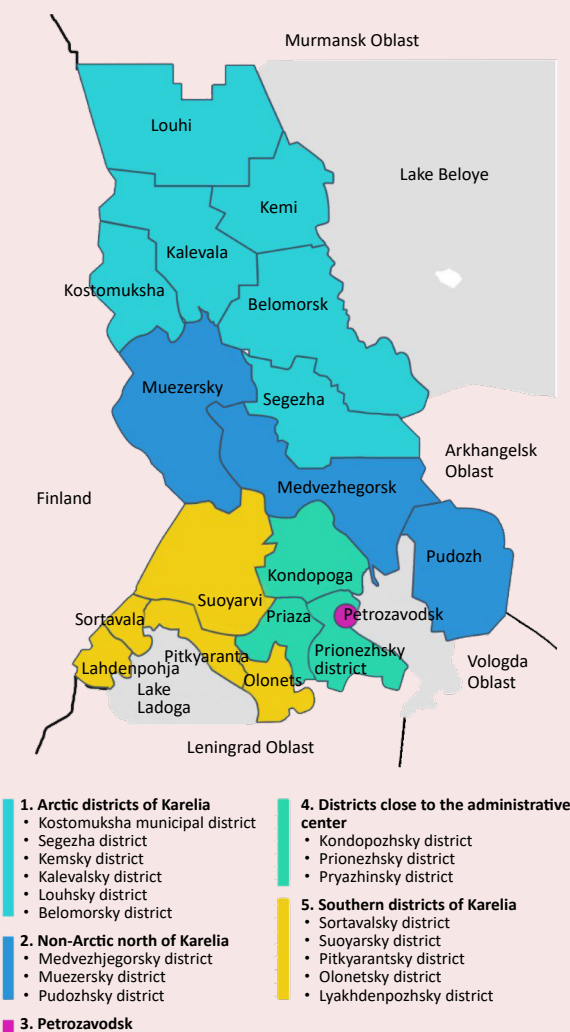 Murmansk Oblast
Louhi
Lake Beloye
Kemi
Kalevala
Kostomuksha
Belomorsk
Muezersky
Segezha
Arkhangelsk
Oblast
Finland
Medvezhegorsk
Pudozh
Kondopoga
Suoyarvi
Petrozavodsk
Priaza
Sortavala
Prionezhsky
district
Pitkyaranta
Vologda
Oblast
Lahdenpohja
Olonets
Lake
Ladoga
Leningrad Oblast
1. Arctic districts of Karelia
• Kostomuksha municipal district
• Segezha district
• Kemsky district
• Kalevalsky district
• Louhsky district
• Belomorsky district
2. Non-Arctic north of Karelia
• Medvezhjegorsky district
• Muezersky district
• Pudozhsky district
3. Petrozavodsk
4. Districts close to the administrative
center
• Kondopozhsky district
• Prionezhsky district
• Pryazhinsky district
5. Southern districts of Karelia
• Sortavalsky district
• Suoyarsky district
• Pitkyarantsky district
• Olonetsky district
• Lyakhdenpozhsky district